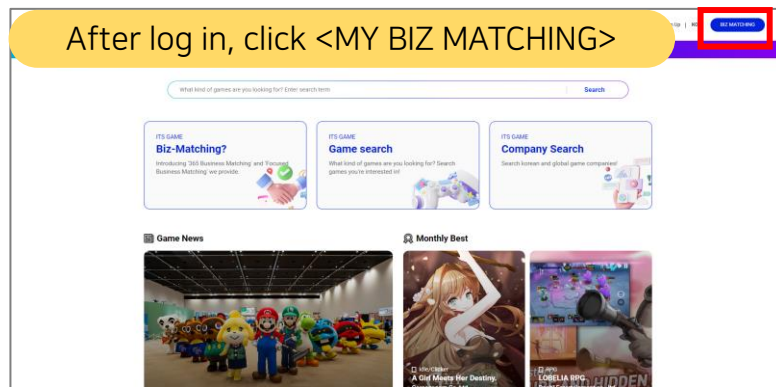 After log in, click <MY BIZ MATCHING>
BIZ MATCHING
What kind of games are you looking for? Enter search term
Search
ITS GAME
Biz-Matching?
Introducing '365 Business Matching' and 'Focused
Business Matching' we provide.
ITS GAME
Game search
What kind of games are you looking for? Search
games you're interested in!
ITS GAME
Company Search
Search korean and global game companies!
Game News
Monthly Best
Idle/Clicker
A Girl Meets Her Destiny.
RPG
LOBELIA RPG
HIDDEN